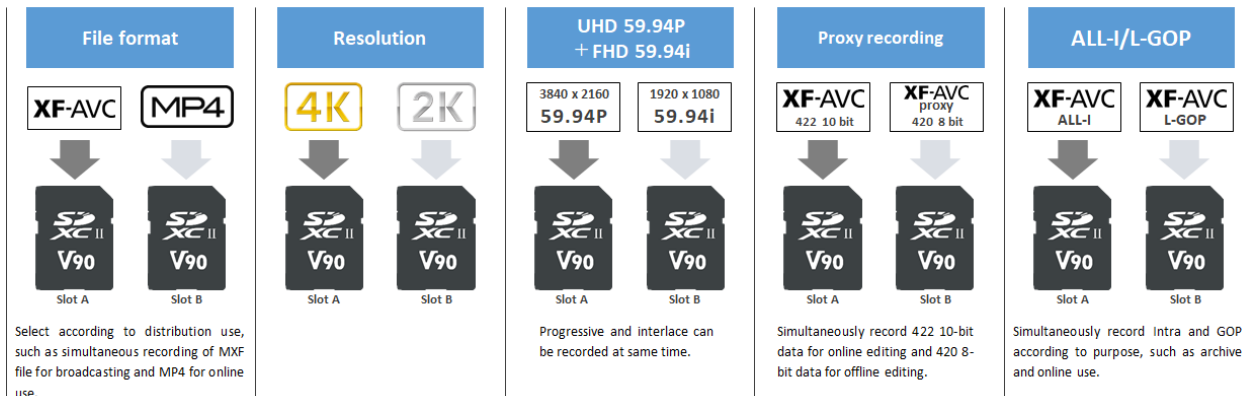 File format
XF-AVC
MP4
SD XC II
V90
Slot A
SD XC II
V90
Slot B
Select according to distribution use,
such as simultaneous recording of MXF
file for broadcasting and MP4 for online
use.
Resolution
4K
2K
SD XC II
V90
Slot A
SD XC II
V90
Slot B
UHD 59.94P
+FHD 59.94i
3840 x 2160
59.94P
1920 x 1080
59.94i
SD XC II
V90
Slot A
SD XC II
V90
Slot B
Progressive and interlace can
be recorded at same time.
Proxy recording
XF-AVC
422 10 bit
XF-AVC
proxy
420 8 bit
SD XC II
V90
Slot A
SD XC II
V90
Slot B
Simultaneously record 422 10-bit
data for online editing and 420 8-
bit data for offline editing.
ALL-I/L-GOP
XF-AVC
ALL-I
XF-AVC
L-GOP
SD XC II
V90
Slot A
SD XC II
V90
Slot B
Simultaneously record Intra and GOP
according to purpose, such as archive
and online use.